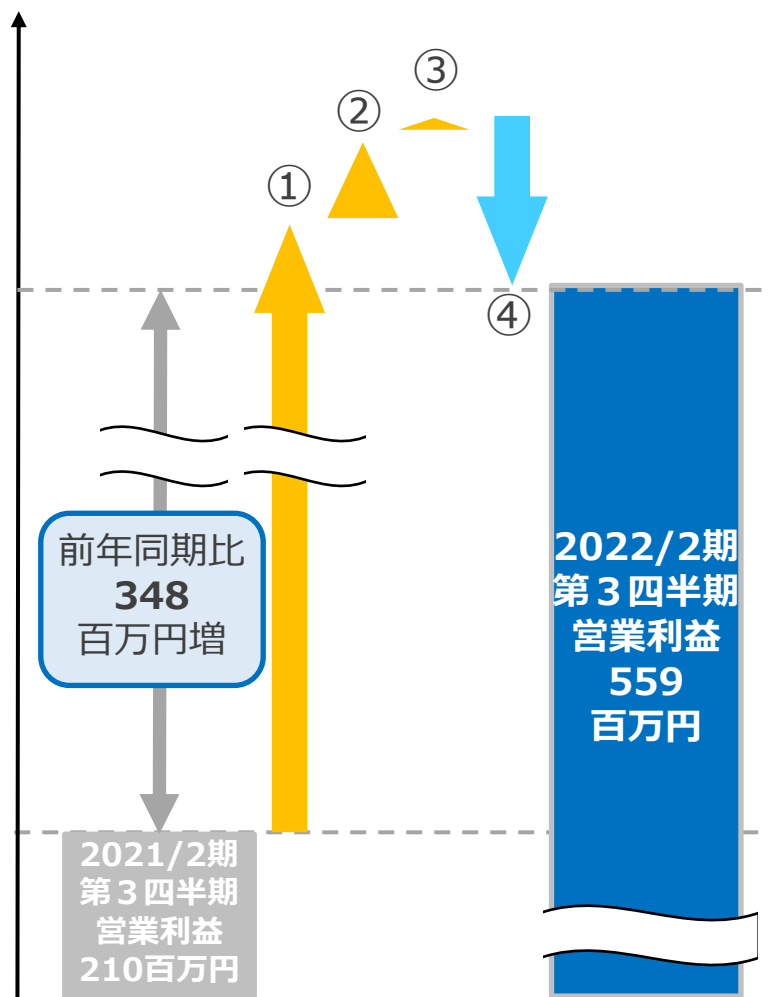 ③
②
①
④
前年同期比
348
百万円増
2022/2期
第３四半期
営業利益
559
百万円
2021/2期
第３四半期
営業利益
210百万円